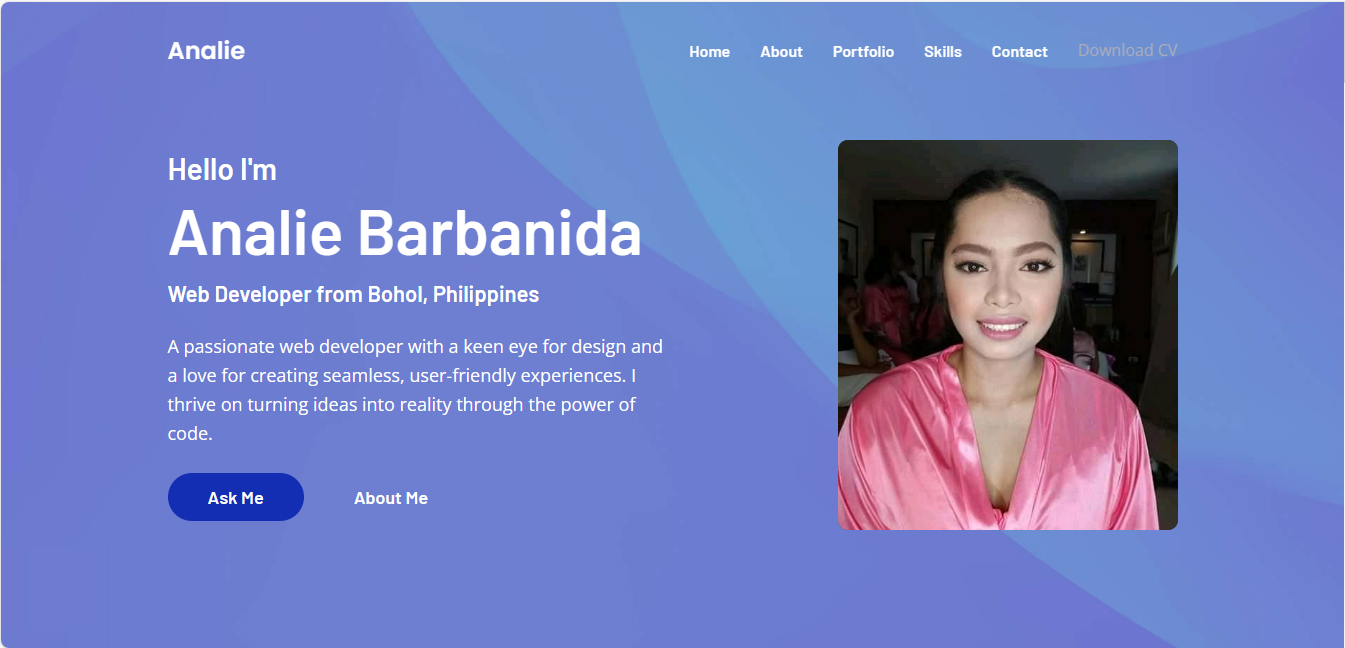 Analie
Home About Portfolio Skills Contact Download CV
Hello I'm
Analie Barbanida
Web Developer from Bohol, Philippines
A passionate web developer with a keen eye for design and
a love for creating seamless, user-friendly experiences. I
thrive on turning ideas into reality through the power of
code.
Ask Me About Me